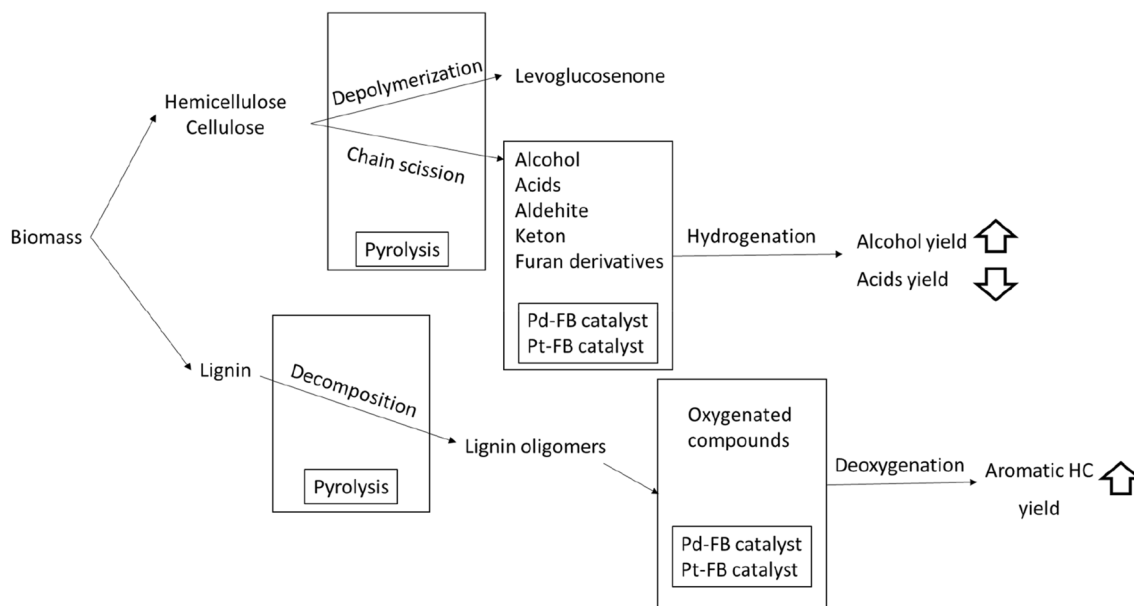 Biomass
Hemicellulose
Cellulose
Depolymerization
Chain scission
Pyrolysis
Levoglucosenone
Alcohol
Acids
Aldehite
Keton
Furan derivatives
Pd-FB catalyst
Pt-FB catalyst
Hydrogenation
Alcohol yield
Acids yield
Lignin
Decomposition
Pyrolysis
Lignin oligomers
Oxygenated
compounds
Pd-FB catalyst
Pt-FB catalyst
Deoxygenation
Aromatic HC
yield